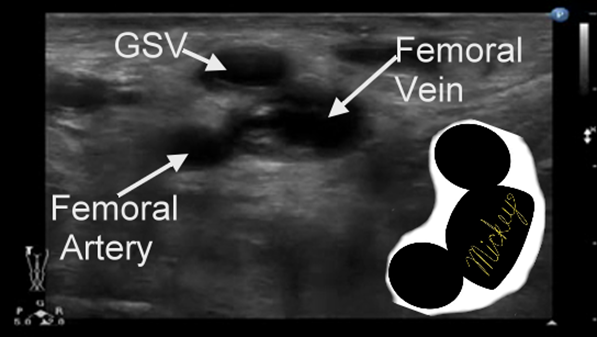 GSV
Femoral
Vein
Femoral
Artery
Mickey?
P
G
P R